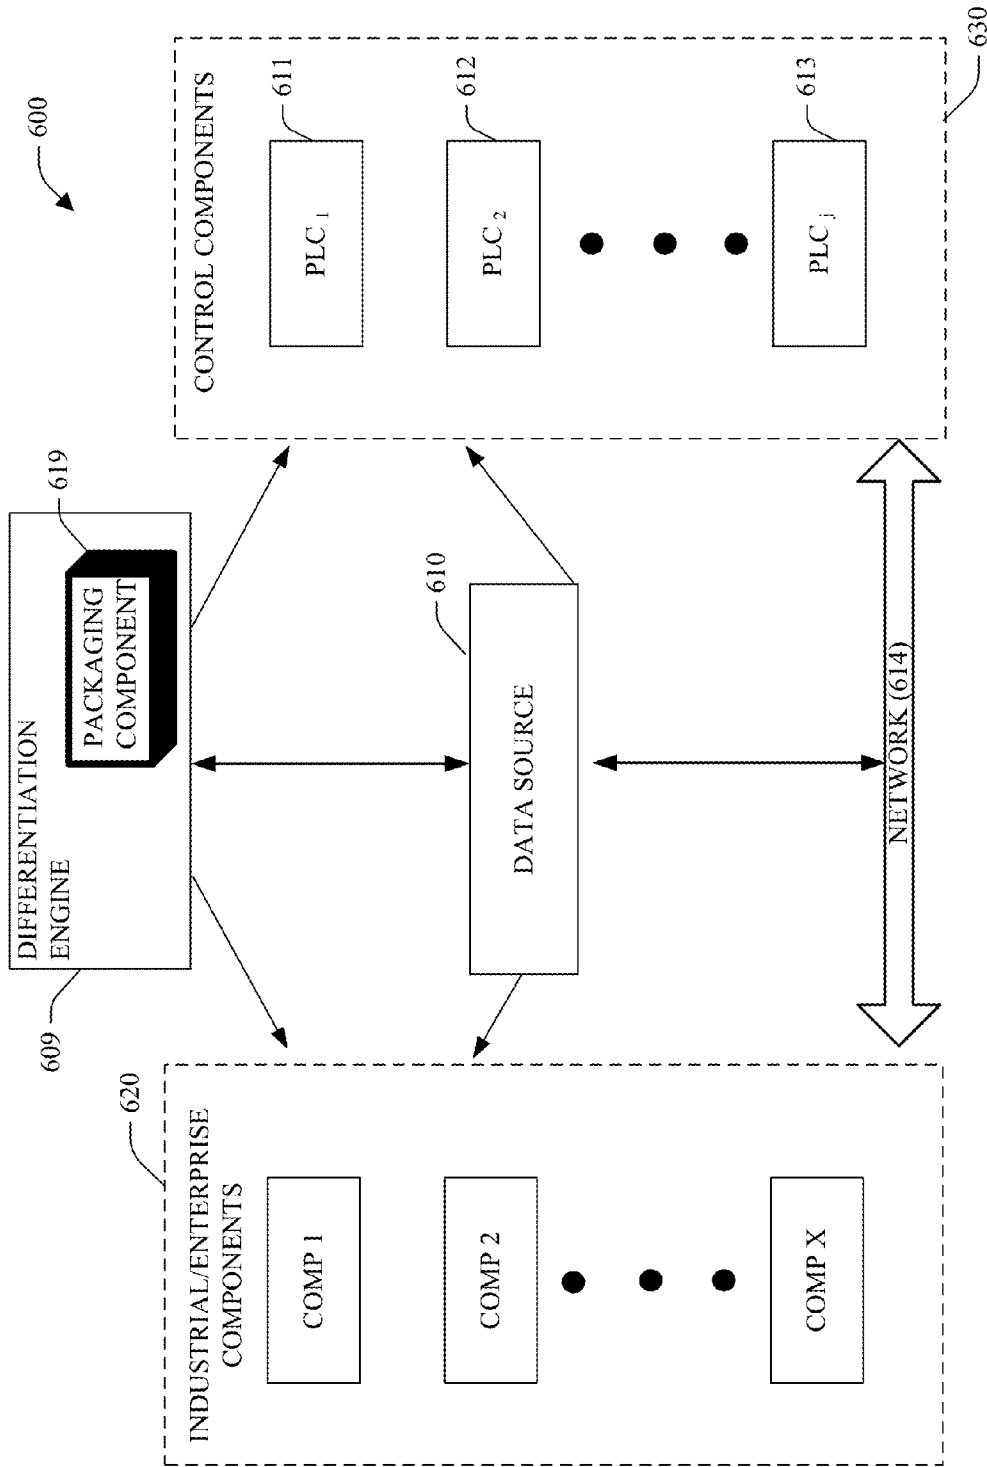 600
DIFFERENTIATION
ENGINE
609
PACKAGING
COMPONENT
619
620
INDUSTRIAL/ENTERPRISE
COMPONENTS
COMP 1
COMP 2
COMP X
610
DATA SOURCE
NETWORK (614)
CONTROL COMPONENTS
PLC 1
611
PLC 2
612
PLC j
613
630